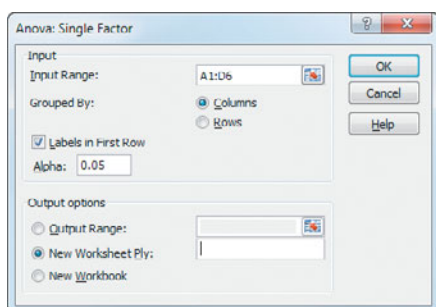 Anova: Single Factor
Input
Input Range: A1:D6
Grouped By: Columns
Rows
Labels in First Row
Alpha: 0.05
OK
Cancel
Help
Output options
Output Range:
New Worksheet Ply:
New Workbook